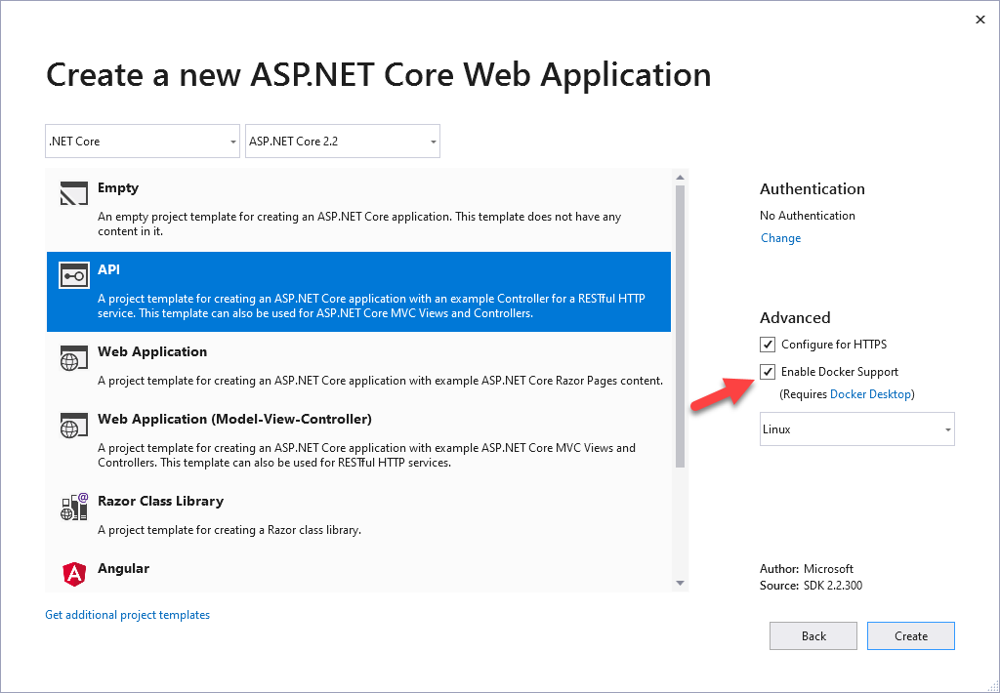 Create a new ASP.NET Core Web Application
.NET Core
ASP.NET Core 2.2
Empty
An empty project template for creating an ASP.NET Core application. This template does not have any
content in it.
API
A project template for creating an ASP.NET Core application with an example Controller for a RESTful HTTP
service. This template can also be used for ASP.NET Core MVC Views and Controllers.
Web Application
A project template for creating an ASP.NET Core application with example ASP.NET Core Razor Pages content.
Web Application (Model-View-Controller)
A project template for creating an ASP.NET Core application with example ASP.NET Core MVC Views and
Controllers. This template can also be used for RESTful HTTP services.
Razor Class Library
A project template for creating a Razor class library.
Angular
Get additional project templates
Authentication
No Authentication
Change
Advanced
Configure for HTTPS
Enable Docker Support
(Requires Docker Desktop)
Linux
Author: Microsoft
Source: SDK 2.2.300
Back
Create